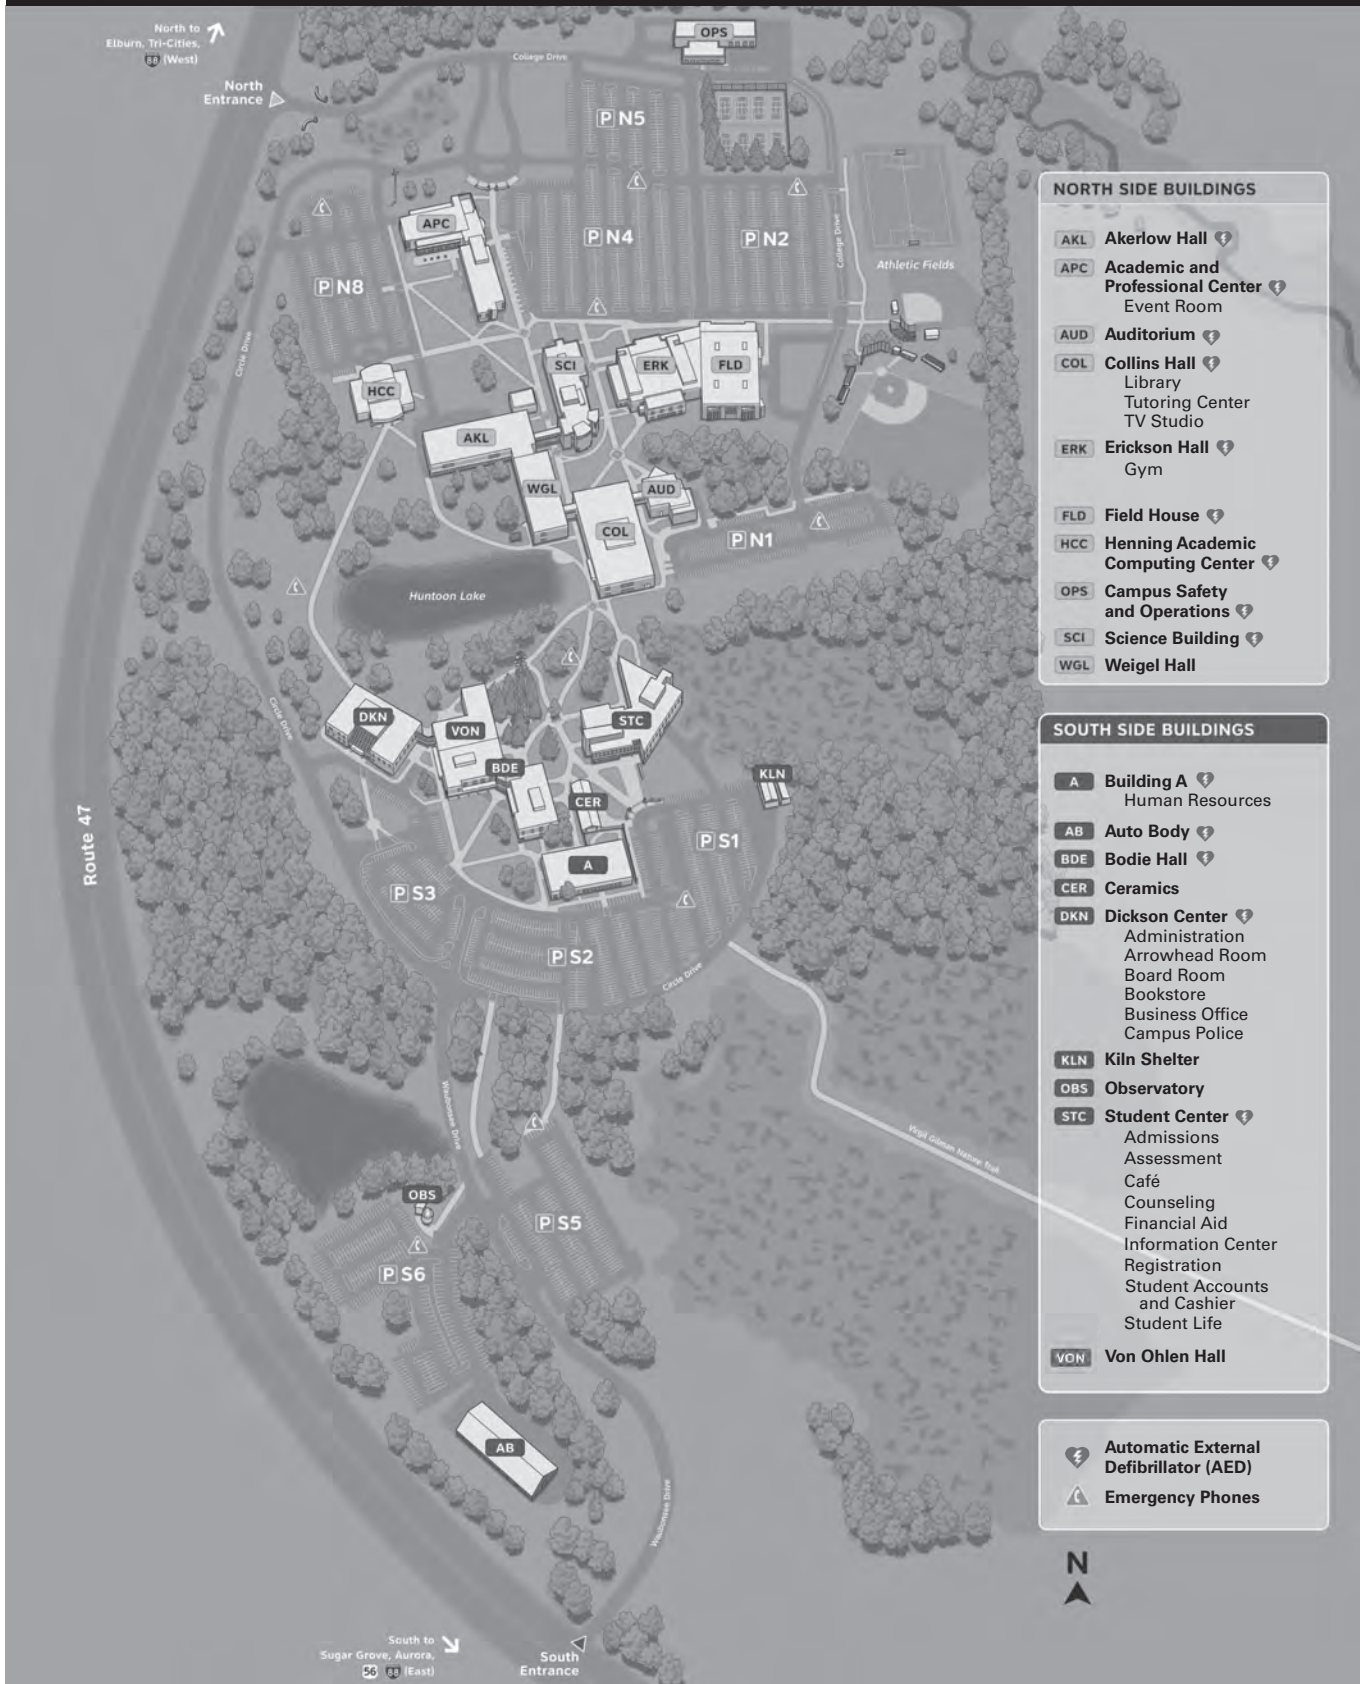 North to
Elburn, Tri-Cities,
88 (West)
North
Entrance
College Drive
OPS
P N5
APC
P N4
P N2
College Drive
Athletic Fields
P N8
Circle Drive
HCC
SCI
ERK
FLD
AKL
WGL
AUD
COL
P N1
Huntoon Lake
Circle Drive
DKN
VON
STC
BDE
KLN
CER
P S1
A
P S3
P S2
Circle Drive
Route 47
Waubonsee Drive
Virgil Gilman Nature Trail
OBS
P S5
P S6
AB
Waubonsee Drive
South to
Sugar Grove, Aurora,
56 88 (East)
South
Entrance
NORTH SIDE BUILDINGS
AKL Akerlow Hall
APC Academic and
Professional Center
Event Room
AUD Auditorium
COL Collins Hall
Library
Tutoring Center
TV Studio
ERK Erickson Hall
Gym
FLD Field House
HCC Henning Academic
Computing Center
OPS Campus Safety
and Operations
SCI Science Building
WGL Weigel Hall
SOUTH SIDE BUILDINGS
A Building A
Human Resources
AB Auto Body
BDE Bodie Hall
CER Ceramics
DKN Dickson Center
Administration
Arrowhead Room
Board Room
Bookstore
Business Office
Campus Police
KLN Kiln Shelter
OBS Observatory
STC Student Center
Admissions
Assessment
Café
Counseling
Financial Aid
Information Center
Registration
Student Accounts
and Cashier
Student Life
VON Von Ohlen Hall
Automatic External
Defibrillator (AED)
Emergency Phones
N